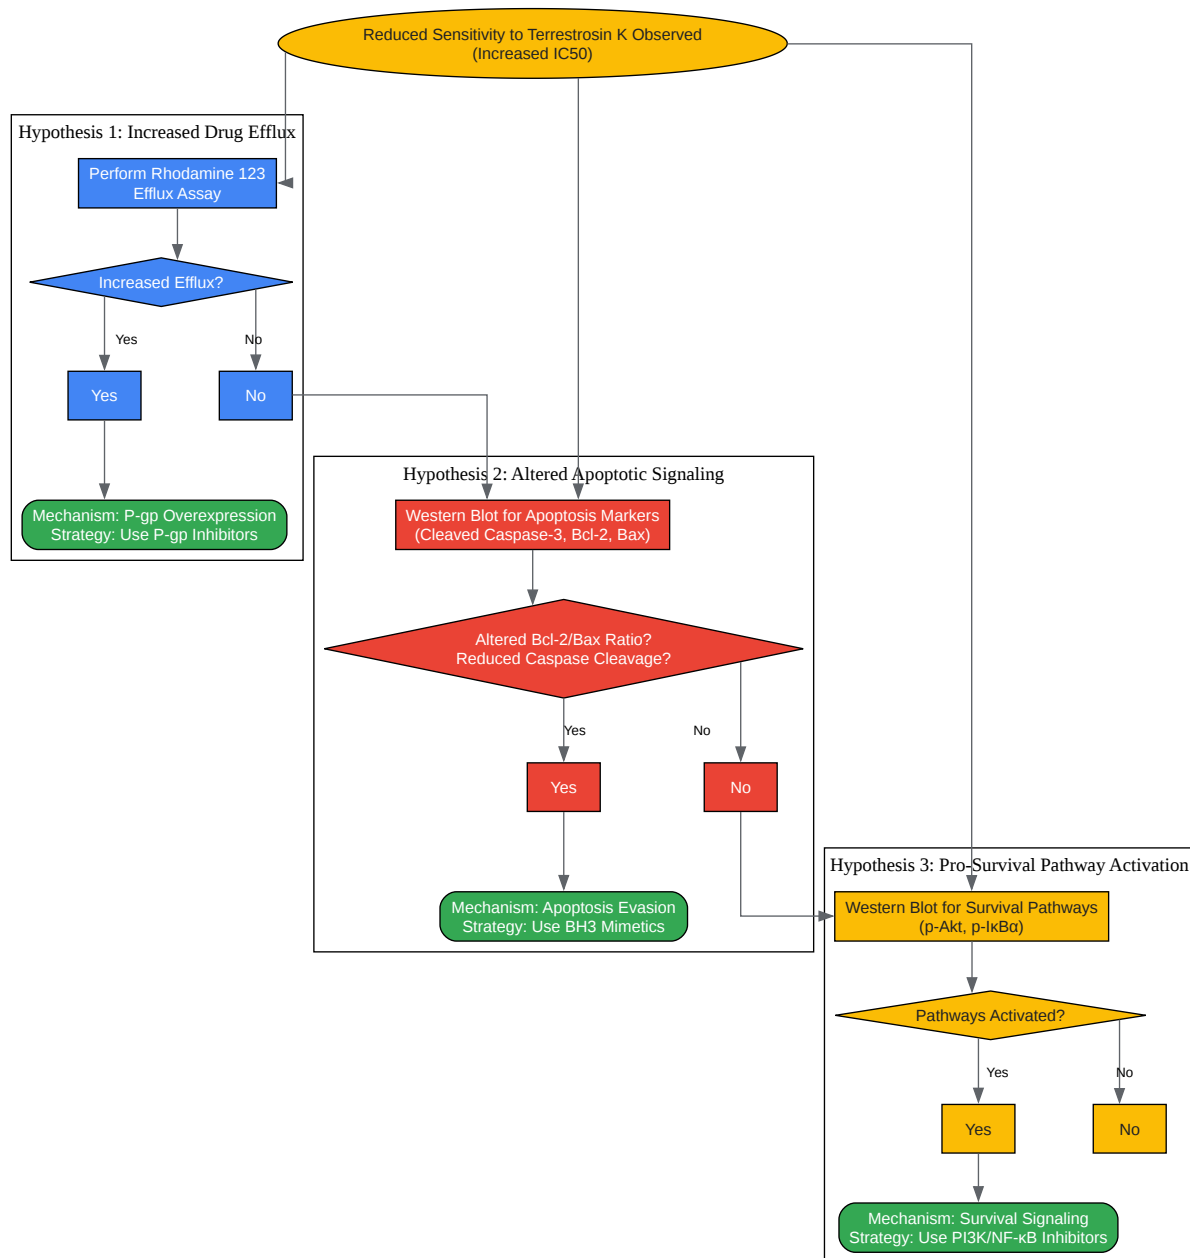 Reduced Sensitivity to Terrestrosin K Observed
(Increased IC50)
Hypothesis 1: Increased Drug Efflux
Perform Rhodamine 123
Efflux Assay
Increased Efflux?
Yes
No
Yes
No
Mechanism: P-gp Overexpression
Strategy: Use P-gp Inhibitors
Hypothesis 2: Altered Apoptotic Signaling
Western Blot for Apoptosis Markers
(Cleaved Caspase-3, Bcl-2, Bax)
Altered Bcl-2/Bax Ratio?
Reduced Caspase Cleavage?
Yes
No
Yes
No
Mechanism: Apoptosis Evasion
Strategy: Use BH3 Mimetics
Hypothesis 3: Pro-Survival Pathway Activation
Western Blot for Survival Pathways
(p-Akt, p-IκBα)
Pathways Activated?
Yes
No
Yes
No
Mechanism: Survival Signaling
Strategy: Use PI3K/NF-κB Inhibitors